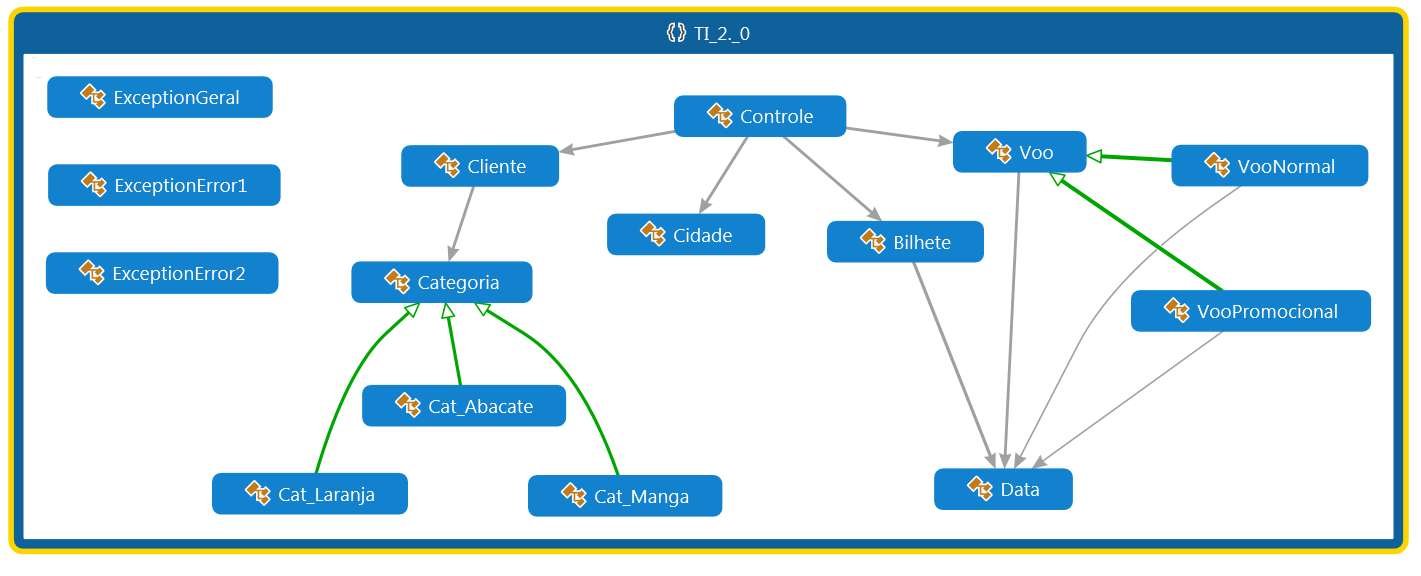 TI_2._0
ExceptionGeral
Controle
Voo
Cliente
VooNormal
ExceptionError1
Cidade
Bilhete
ExceptionError2
Categoria
VooPromocional
Cat_Abacate
Cat_Laranja
Cat_Manga
Data